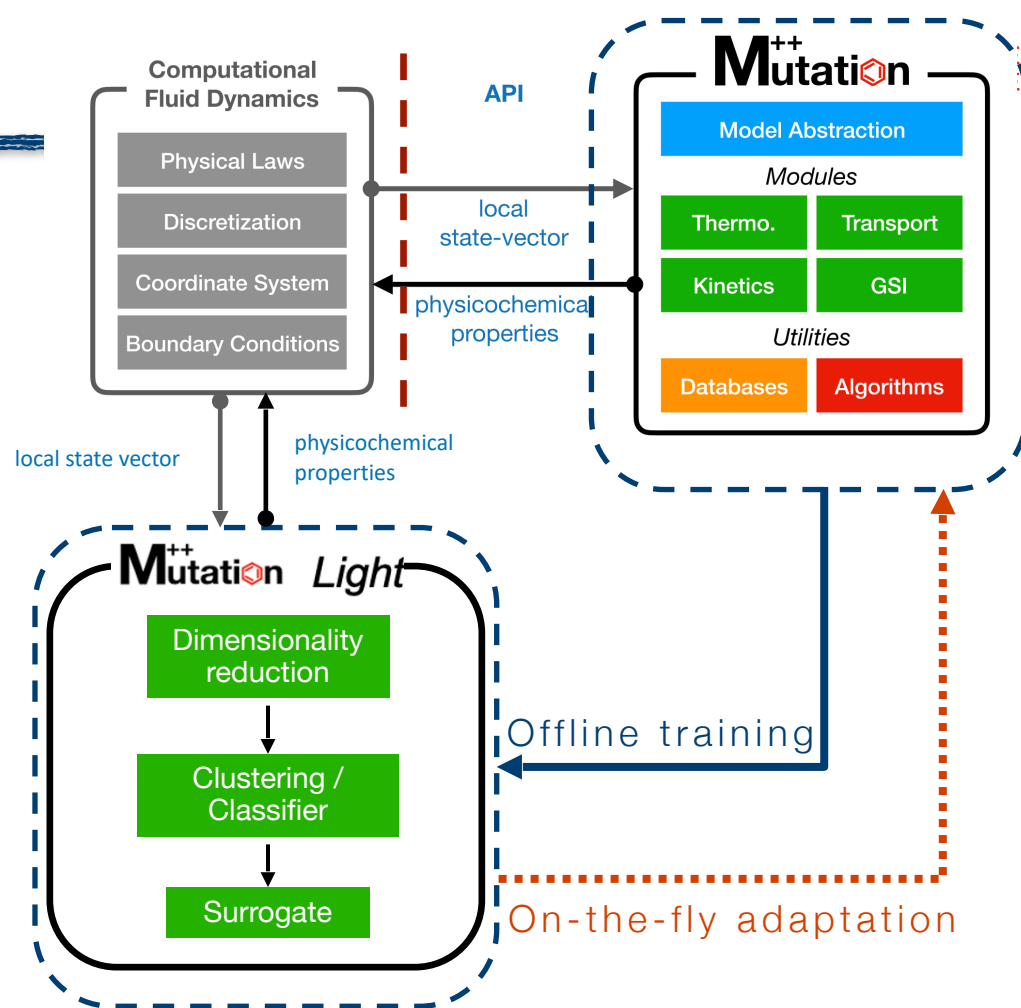 Computational
Fluid Dynamics
Physical Laws
Discretization
Coordinate System
Boundary Conditions
API
local
state-vector
physicochemical
properties
Mutation++
Model Abstraction
Modules
Thermo.
Transport
Kinetics
GSI
Utilities
Databases
Algorithms
local state vector
physicochemical
properties
Mutation++ Light
Dimensionality
reduction
Clustering /
Classifier
Surrogate
Offline training
On-the-fly adaptation